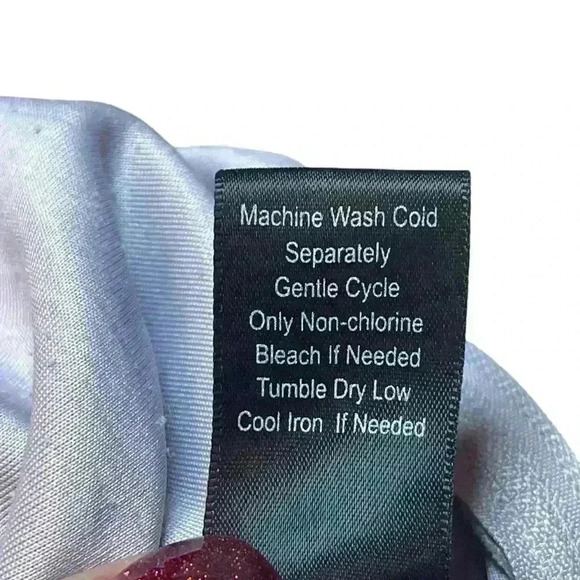 Machine Wash Cold
Separately
Gentle Cycle
Only Non-chlorine
Bleach If Needed
Tumble Dry Low
Cool Iron If Needed